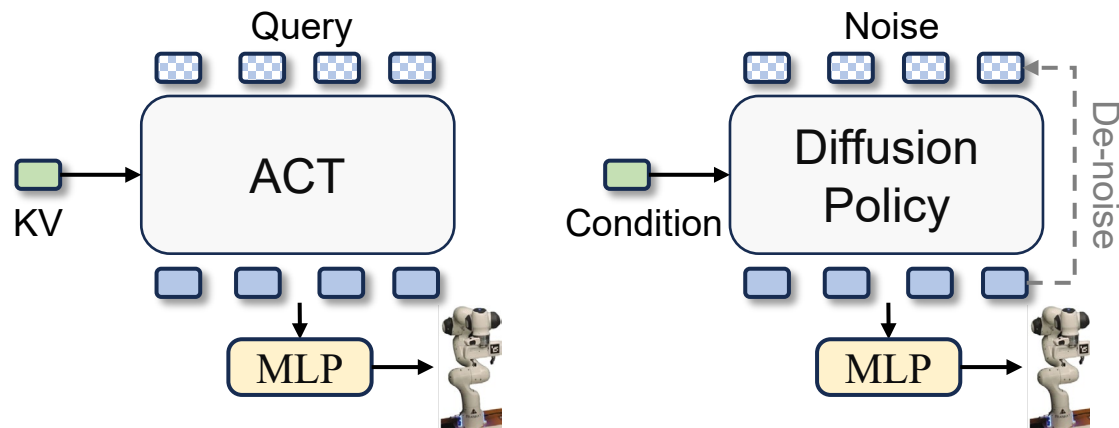 Query
ACT
KV
MLP
Noise
Diffusion
Policy
Condition
De-noise
MLP